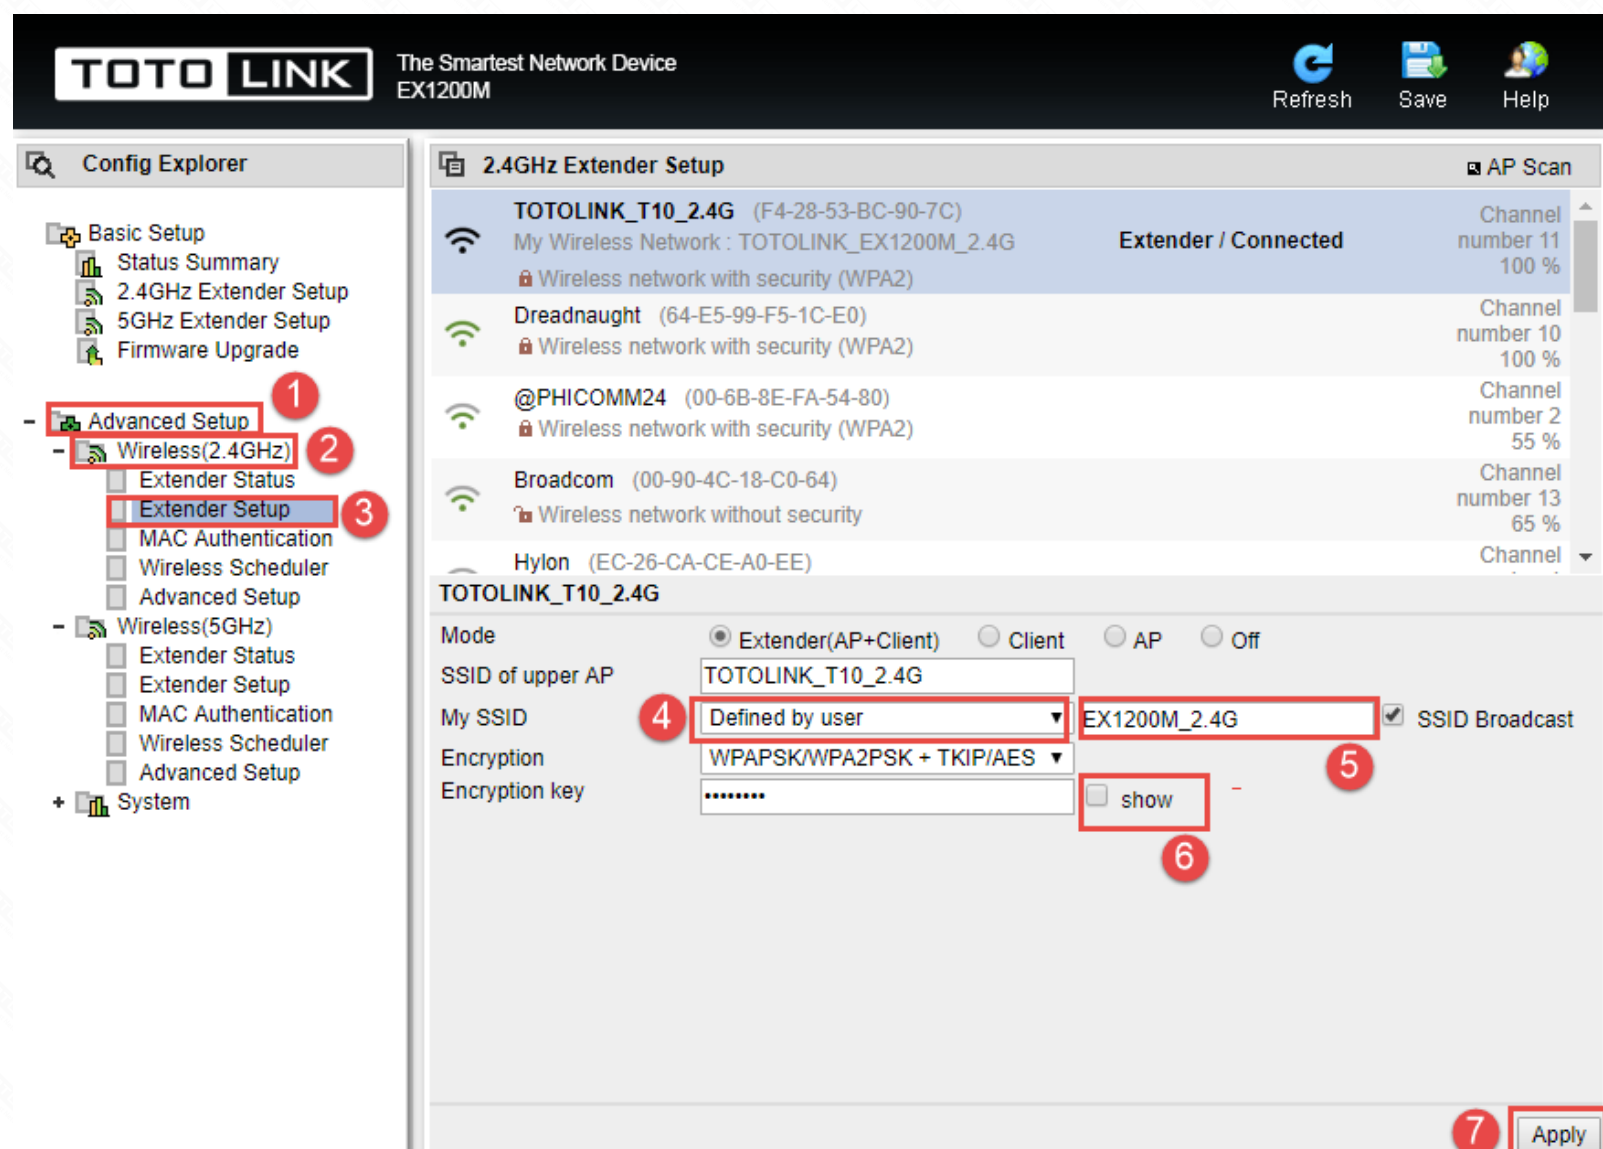 TOTO LINK
The Smartest Network Device
EX1200M
Refresh
Save
Help
Config Explorer
Basic Setup
Status Summary
2.4GHz Extender Setup
5GHz Extender Setup
Firmware Upgrade
1
Advanced Setup
Wireless(2.4GHz)
2
Extender Status
Extender Setup
3
MAC Authentication
Wireless Scheduler
Advanced Setup
Wireless(5GHz)
Extender Status
Extender Setup
MAC Authentication
Wireless Scheduler
Advanced Setup
System
2.4GHz Extender Setup
AP Scan
TOTOLINK_T10_2.4G (F4-28-53-BC-90-7C)
My Wireless Network : TOTOLINK_EX1200M_2.4G
Wireless network with security (WPA2)
Extender / Connected
Channel
number 11
100 %
Dreadnaught (64-E5-99-F5-1C-E0)
Wireless network with security (WPA2)
Channel
number 10
100 %
@PHICOMM24 (00-6B-8E-FA-54-80)
Wireless network with security (WPA2)
Channel
number 2
55 %
Broadcom (00-90-4C-18-C0-64)
Wireless network without security
Channel
number 13
65 %
Hylon (EC-26-CA-CE-A0-EE)
Channel
TOTOLINK_T10_2.4G
Mode Extender(AP+Client) Client AP Off
SSID of upper AP TOTOLINK_T10_2.4G
My SSID 4 Defined by user EX1200M_2.4G SSID Broadcast
Encryption WPAPSK/WPA2PSK + TKIP/AES
5
Encryption key •••••••• show
6
7 Apply